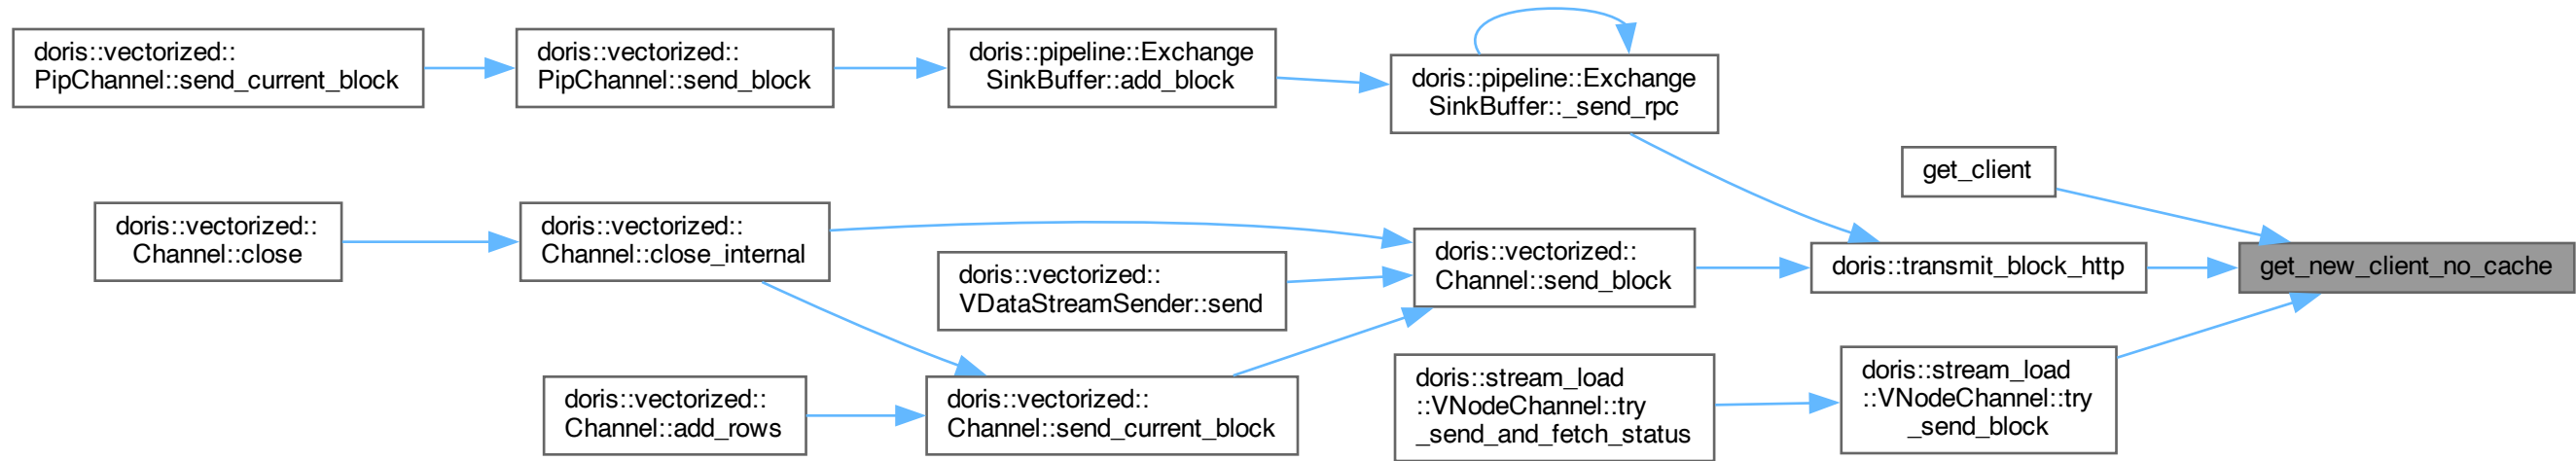 doris::vectorized::
PipChannel::send_current_block
doris::vectorized::
PipChannel::send_block
doris::pipeline::Exchange
SinkBuffer::add_block
doris::pipeline::Exchange
SinkBuffer::_send_rpc
get_client
doris::vectorized::
Channel::close
doris::vectorized::
Channel::close_internal
doris::vectorized::
VDataStreamSender::send
doris::vectorized::
Channel::send_block
doris::transmit_block_http
get_new_client_no_cache
doris::vectorized::
Channel::add_rows
doris::vectorized::
Channel::send_current_block
doris::stream_load
::VNodeChannel::try
_send_and_fetch_status
doris::stream_load
::VNodeChannel::try
_send_block